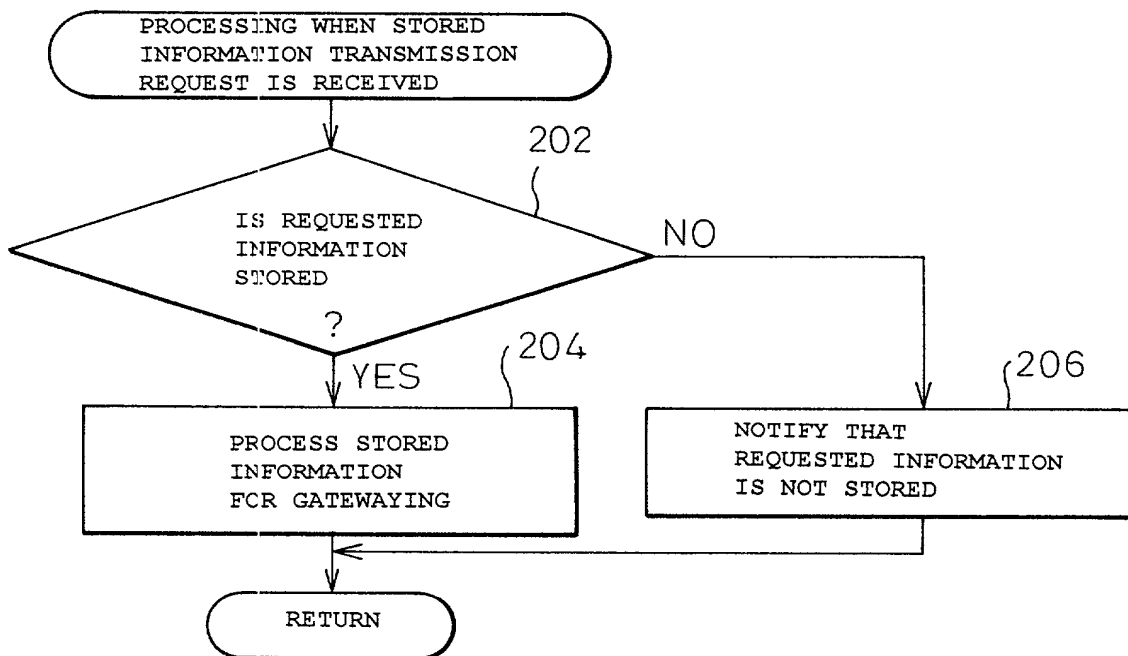 PROCESSING WHEN STORED
INFORMATION TRANSMISSION
REQUEST IS RECEIVED
202
IS REQUESTED
INFORMATION
STORED
?
NO
YES
204
206
PROCESS STORED
INFORMATION
FOR GATEWAYING
NOTIFY THAT
REQUESTED INFORMATION
IS NOT STORED
RETURN